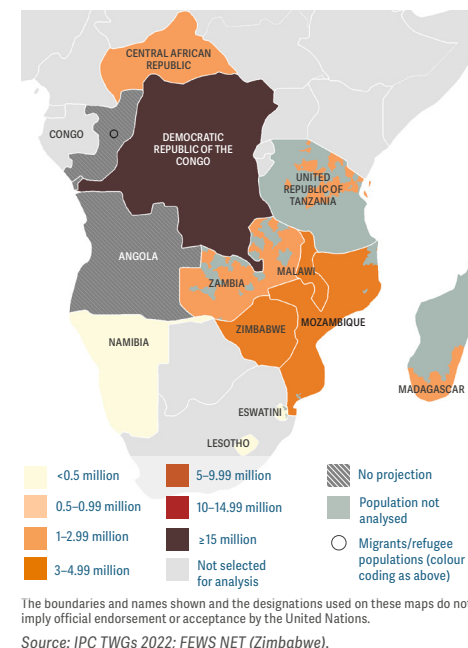 CENTRAL AFRICAN
REPUBLIC
CONGO
DEMOCRATIC
REPUBLIC OF THE
CONGO
UNITED
REPUBLIC OF
TANZANIA
ANGOLA
ZAMBIA
MALAWI
NAMIBIA
ZIMBABWE
MOZAMBIQUE
MADAGASCAR
ESWATINI
LESOTHO
<0.5 million
0.5–0.99 million
1–2.99 million
3–4.99 million
5–9.99 million
10–14.99 million
≥15 million
Not selected
for analysis
No projection
Population not
analysed
Migrants/refugee
populations (colour
coding as above)
The boundaries and names shown and the designations used on these maps do not
imply official endorsement or acceptance by the United Nations.
Source: IPC TWGs 2022; FEWS NET (Zimbabwe).